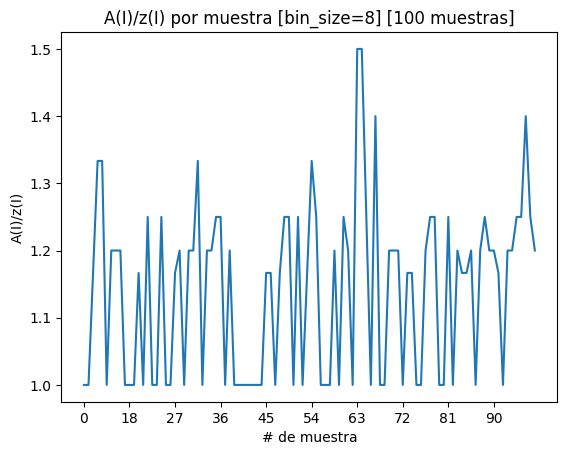 A(I)/z(I) por muestra [bin_size=8] [100 muestras]
A(I)/z(I)
1.5
1.4
1.3
1.2
1.1
1.0
0 18 27 36 45 54 63 72 81 90
# de muestra